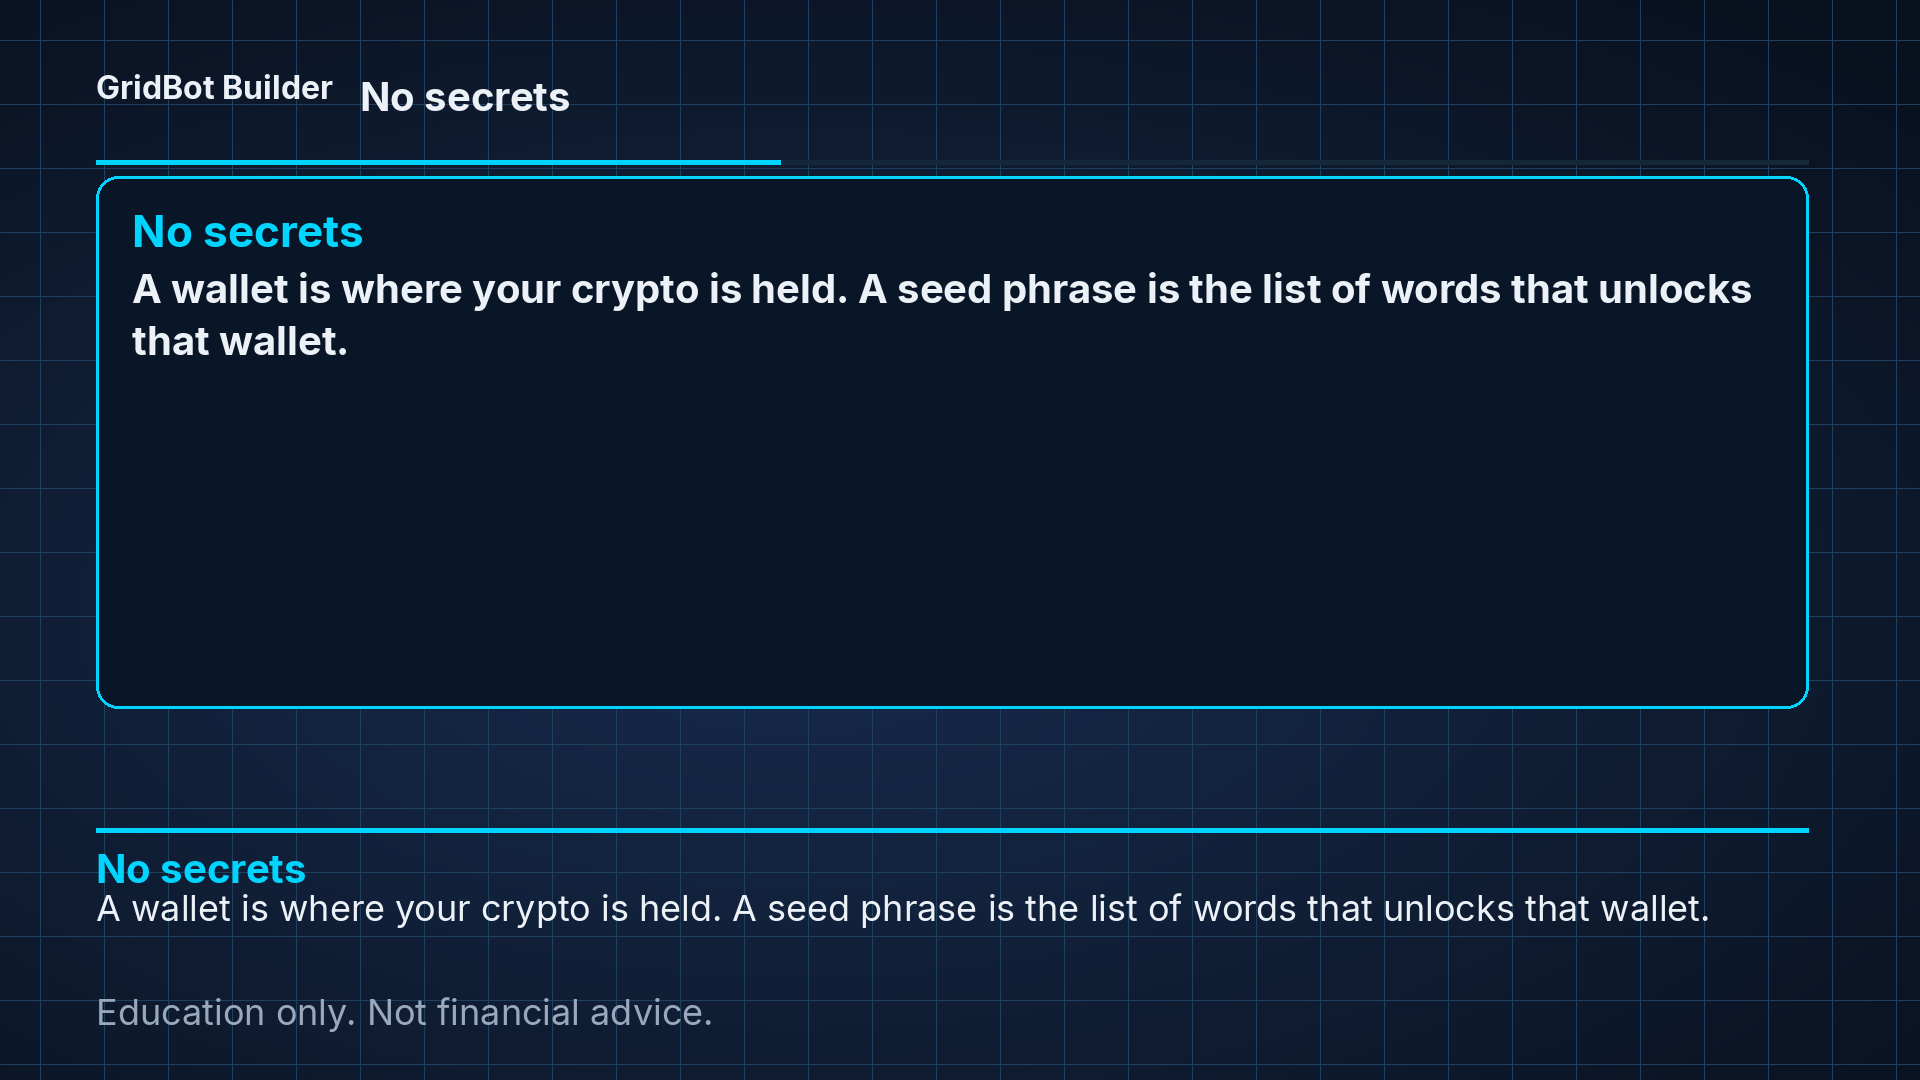 GridBot Builder No secrets
No secrets
A wallet is where your crypto is held. A seed phrase is the list of words that unlocks
that wallet.
No secrets
A wallet is where your crypto is held. A seed phrase is the list of words that unlocks that wallet.
Education only. Not financial advice.